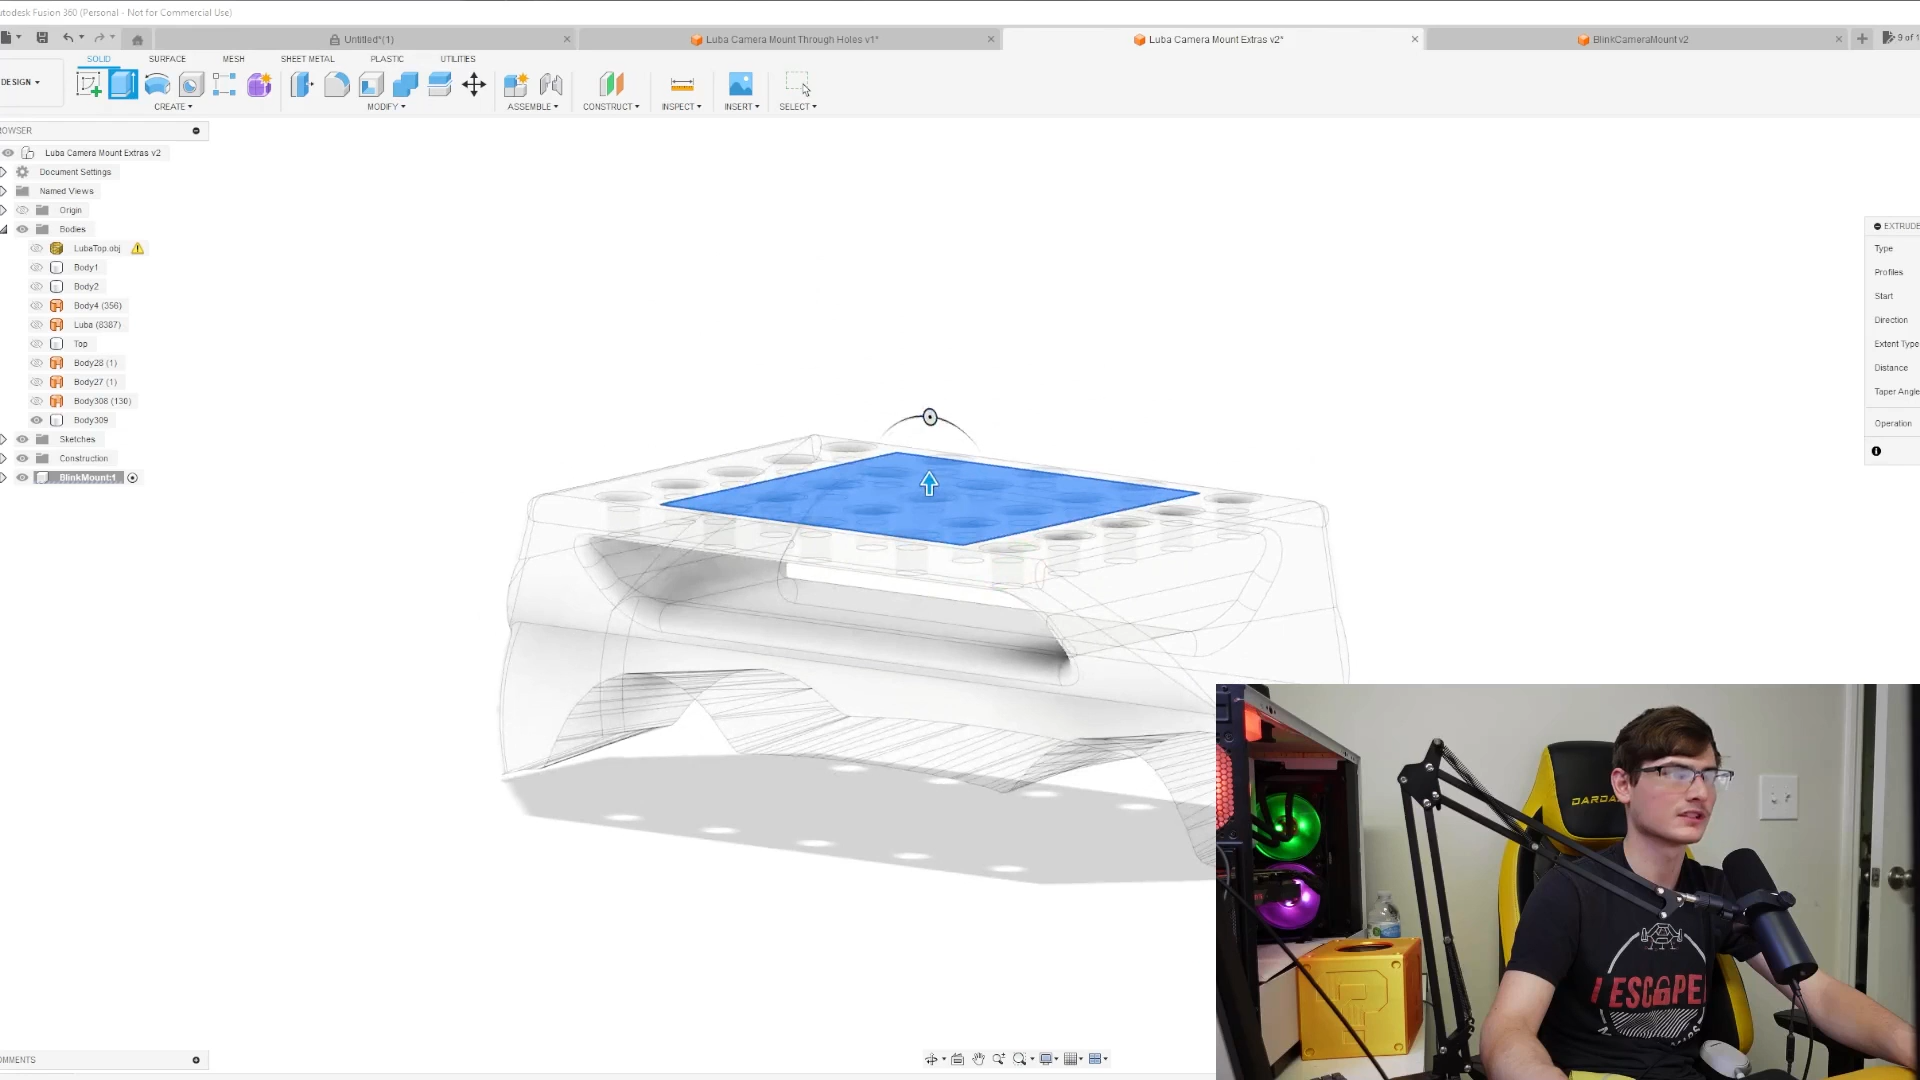 utodesk Fusion 360 (Personal - Not for Commercial Use)
Untitled*(1)
Luba Camera Mount Through Holes v1*
Luba Camera Mount Extras v2*
BlinkCameraMount v2
9 of 1
DESIGN
SOLID
SURFACE
MESH
SHEET METAL
PLASTIC
UTILITIES
CREATE
MODIFY
ASSEMBLE
CONSTRUCT
INSPECT
INSERT
SELECT
ROWSER
Luba Camera Mount Extras v2
Document Settings
Named Views
Origin
Bodies
LubaTop.obj
Body1
Body2
Body4 (356)
Luba (8387)
Top
Body28 (1)
Body27 (1)
Body308 (130)
Body309
Sketches
Construction
BlinkMount:1
EXTRUDE
Type
Profiles
Start
Direction
Extent Type
Distance
Taper Angle
Operation
OMMENTS
DARDA
I ESCAPE